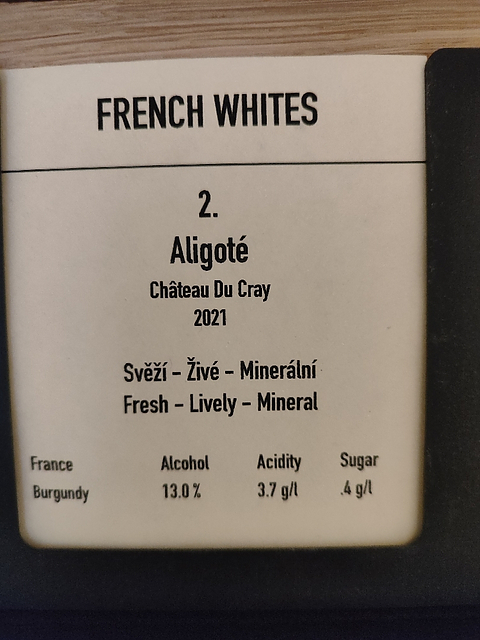 FRENCH WHITES
2.
Aligoté
Château Du Cray
2021
Svěží – Živé – Minerální
Fresh – Lively – Mineral
France Alcohol Acidity Sugar
Burgundy 13.0 % 3.7 g/l .4 g/l